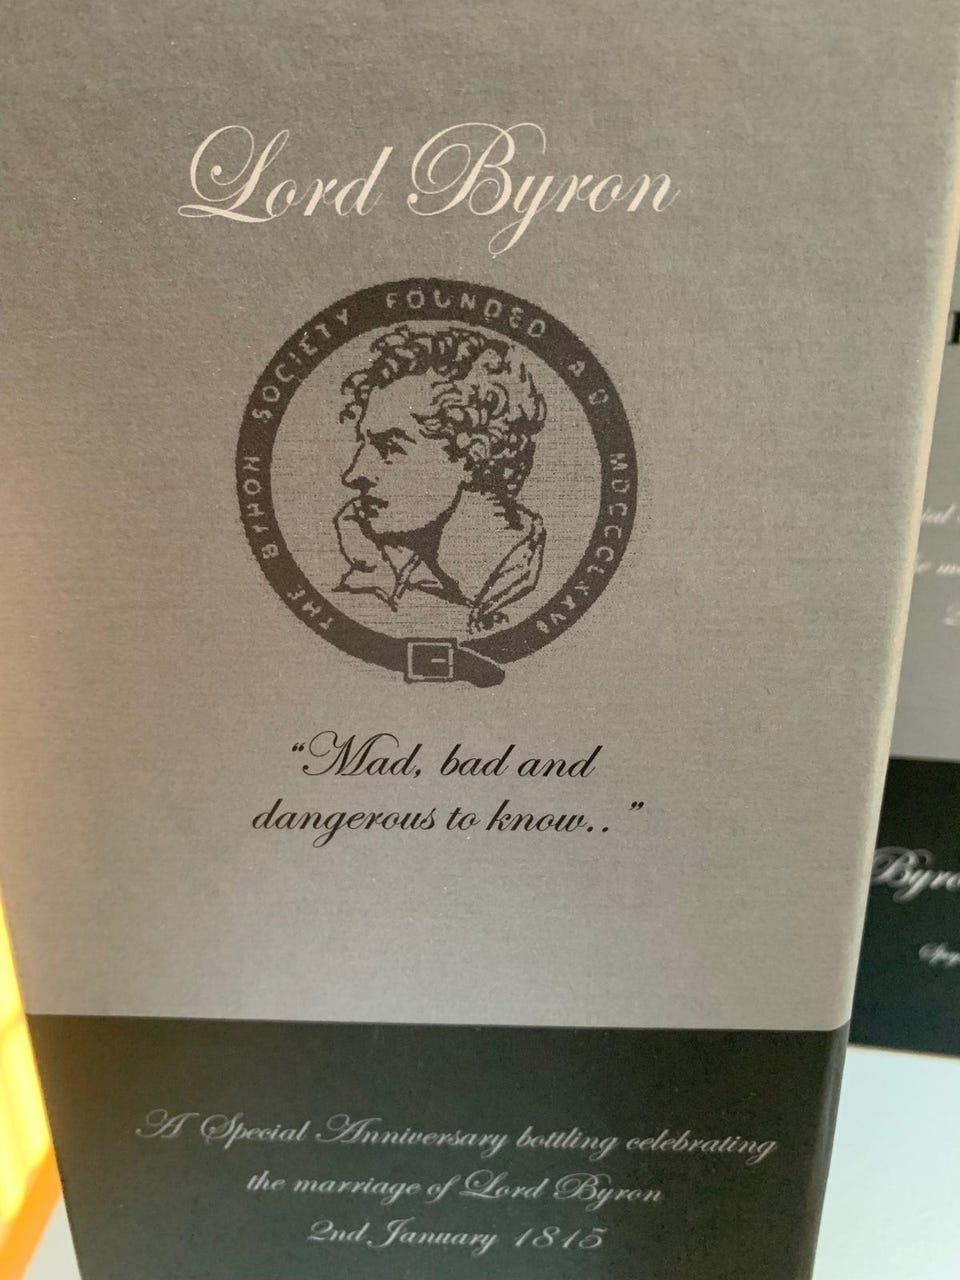 Lord Byron
THE BYRON SOCIETY FOUNDED A D MDCCCLXXVI
"Mad, bad and
dangerous to know.."
A Special Anniversary bottling celebrating
the marriage of Lord Byron
2nd January 1815